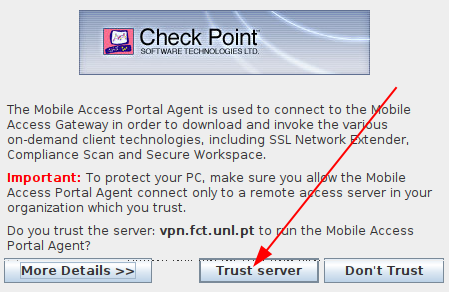 Check Point
SOFTWARE TECHNOLOGIES LTD.
The Mobile Access Portal Agent is used to connect to the Mobile
Access Gateway in order to download and invoke the various
on-demand client technologies, including SSL Network Extender,
Compliance Scan and Secure Workspace.
Important: To protect your PC, make sure you allow the Mobile
Access Portal Agent connect only to a remote access server in your
organization which you trust.
Do you trust the server: vpn.fct.unl.pt to run the Mobile Access
Portal Agent?
More Details >> Trust server Don't Trust